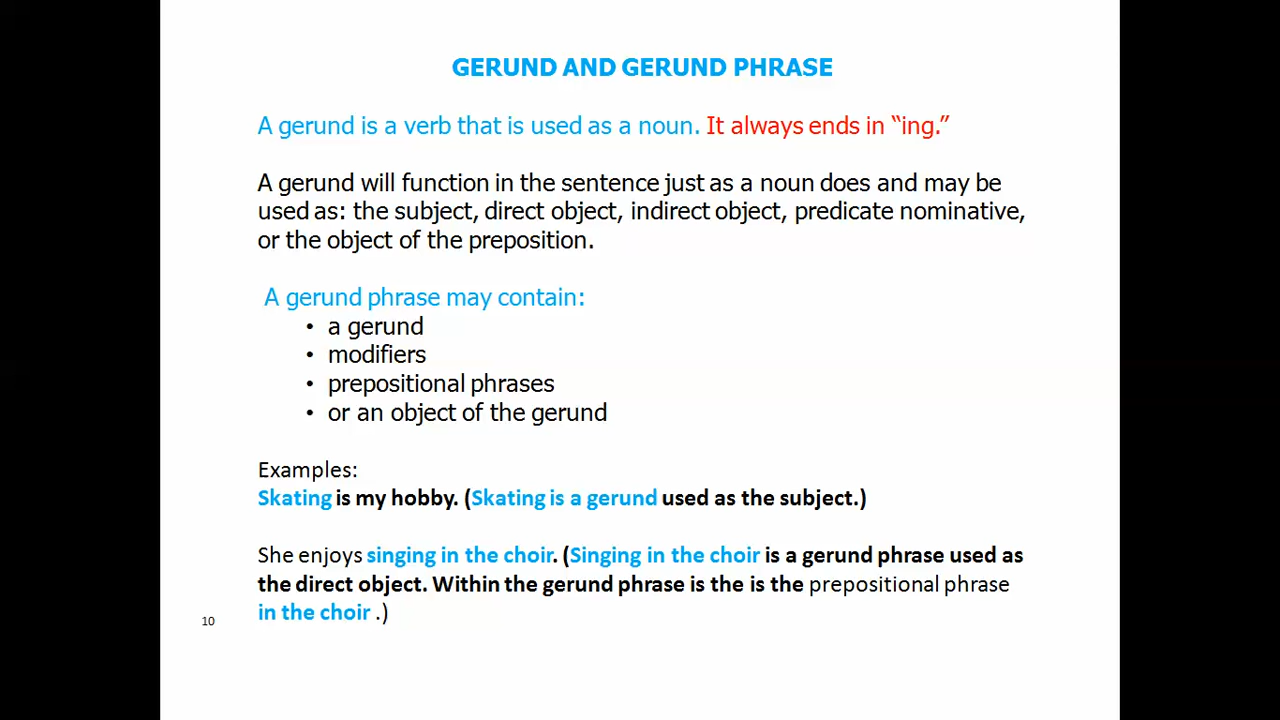 GERUND AND GERUND PHRASE
A gerund is a verb that is used as a noun. It always ends in “ing.”
A gerund will function in the sentence just as a noun does and may be
used as: the subject, direct object, indirect object, predicate nominative,
or the object of the preposition.
A gerund phrase may contain:
• a gerund
• modifiers
• prepositional phrases
• or an object of the gerund
Examples:
Skating is my hobby. (Skating is a gerund used as the subject.)
She enjoys singing in the choir. (Singing in the choir is a gerund phrase used as
the direct object. Within the gerund phrase is the is the prepositional phrase
in the choir .)
10